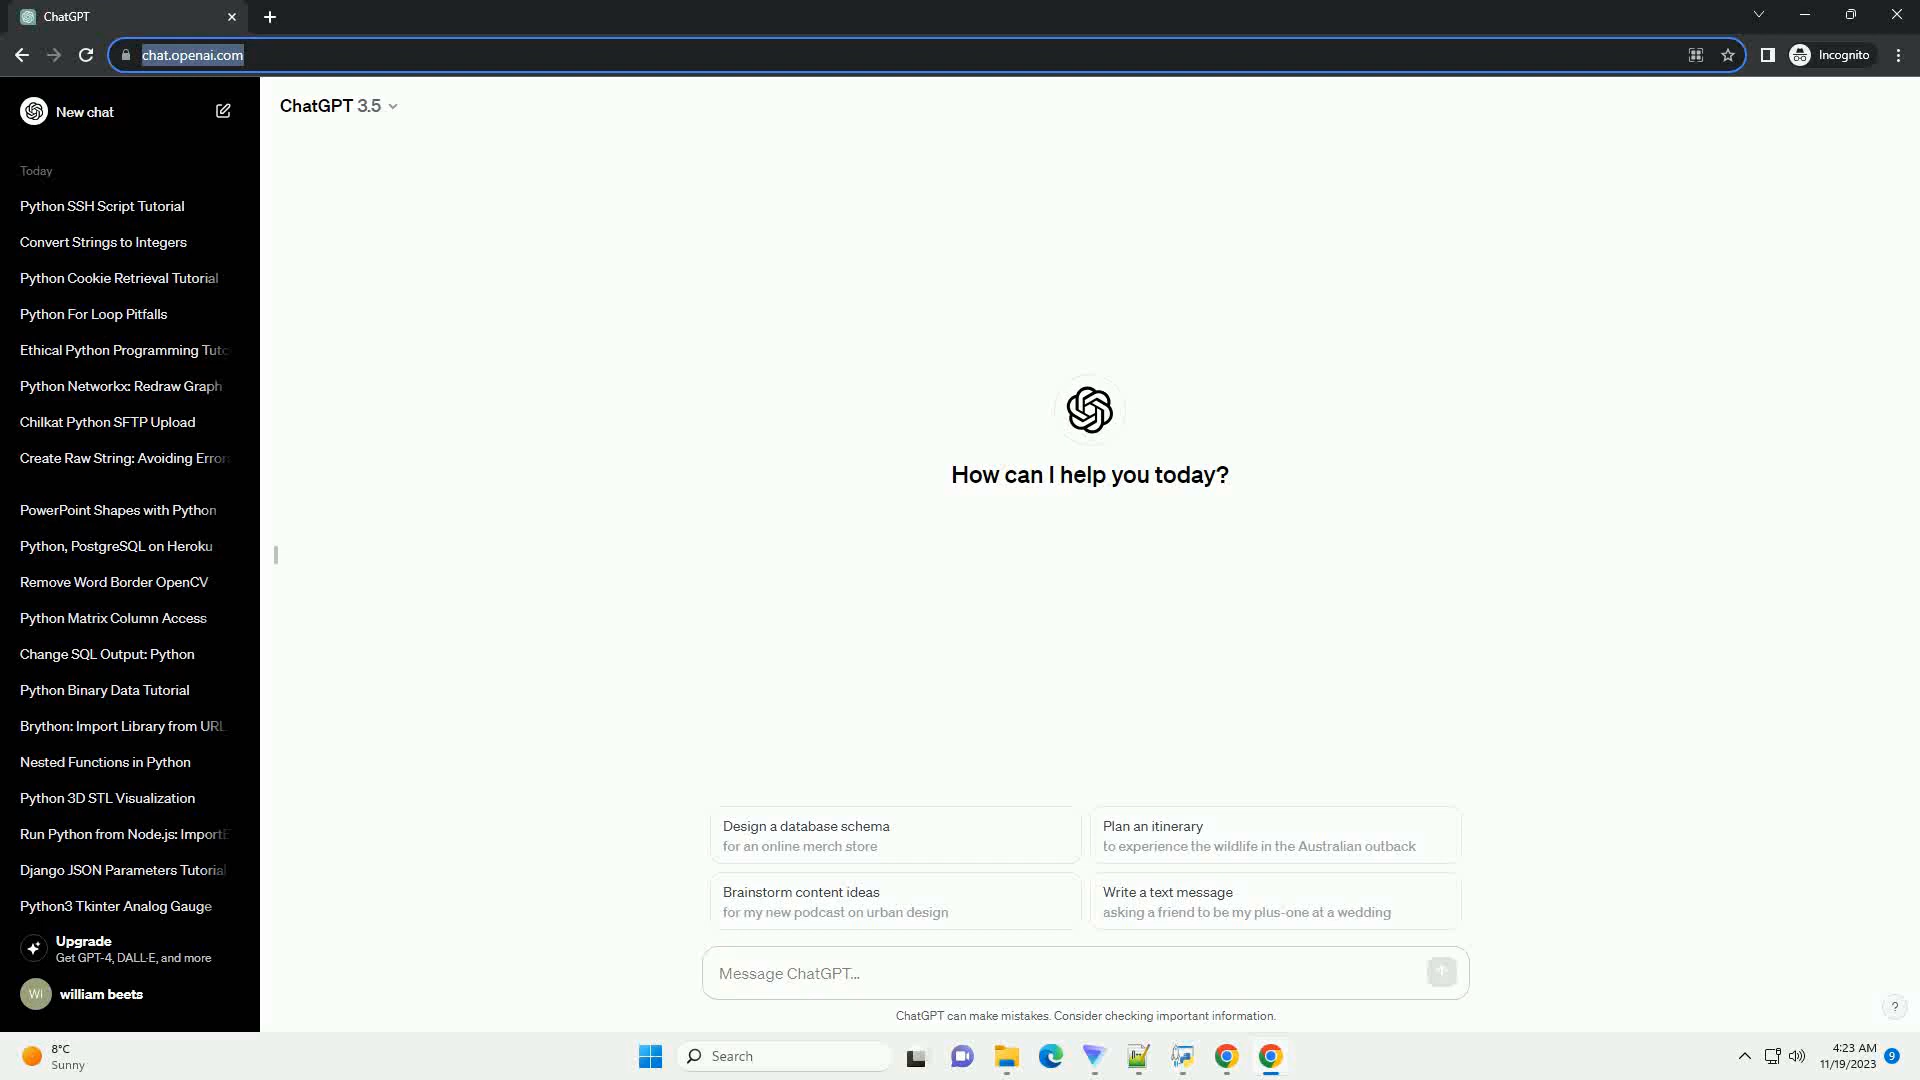 ChatGPT
chat.openai.com
Incognito
New chat
ChatGPT 3.5
Today
Python SSH Script Tutorial
Convert Strings to Integers
Python Cookie Retrieval Tutorial
Python For Loop Pitfalls
Ethical Python Programming Tuto
Python Networkx: Redraw Graph
Chilkat Python SFTP Upload
Create Raw String: Avoiding Errors
PowerPoint Shapes with Python
Python, PostgreSQL on Heroku
Remove Word Border OpenCV
Python Matrix Column Access
Change SQL Output: Python
Python Binary Data Tutorial
Brython: Import Library from URL
Nested Functions in Python
Python 3D STL Visualization
Run Python from Node.js: ImportE
Django JSON Parameters Tutorial
Python3 Tkinter Analog Gauge
Upgrade
Get GPT-4, DALL·E, and more
WI
william beets
How can I help you today?
Design a database schema
for an online merch store
Plan an itinerary
to experience the wildlife in the Australian outback
Brainstorm content ideas
for my new podcast on urban design
Write a text message
asking a friend to be my plus-one at a wedding
Message ChatGPT...
ChatGPT can make mistakes. Consider checking important information.
?
8°C
Sunny
Search
4:23 AM
11/19/2023
9